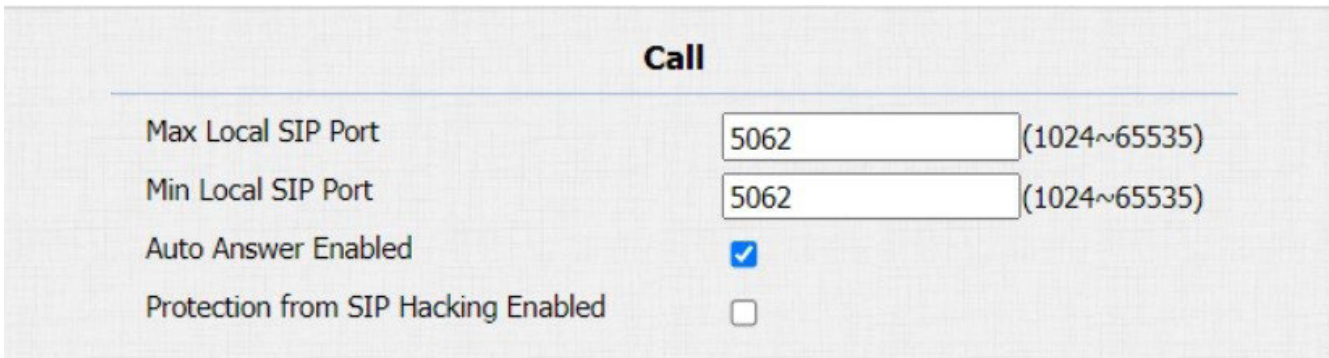 Call
Max Local SIP Port 5062 (1024~65535)
Min Local SIP Port 5062 (1024~65535)
Auto Answer Enabled
Protection from SIP Hacking Enabled